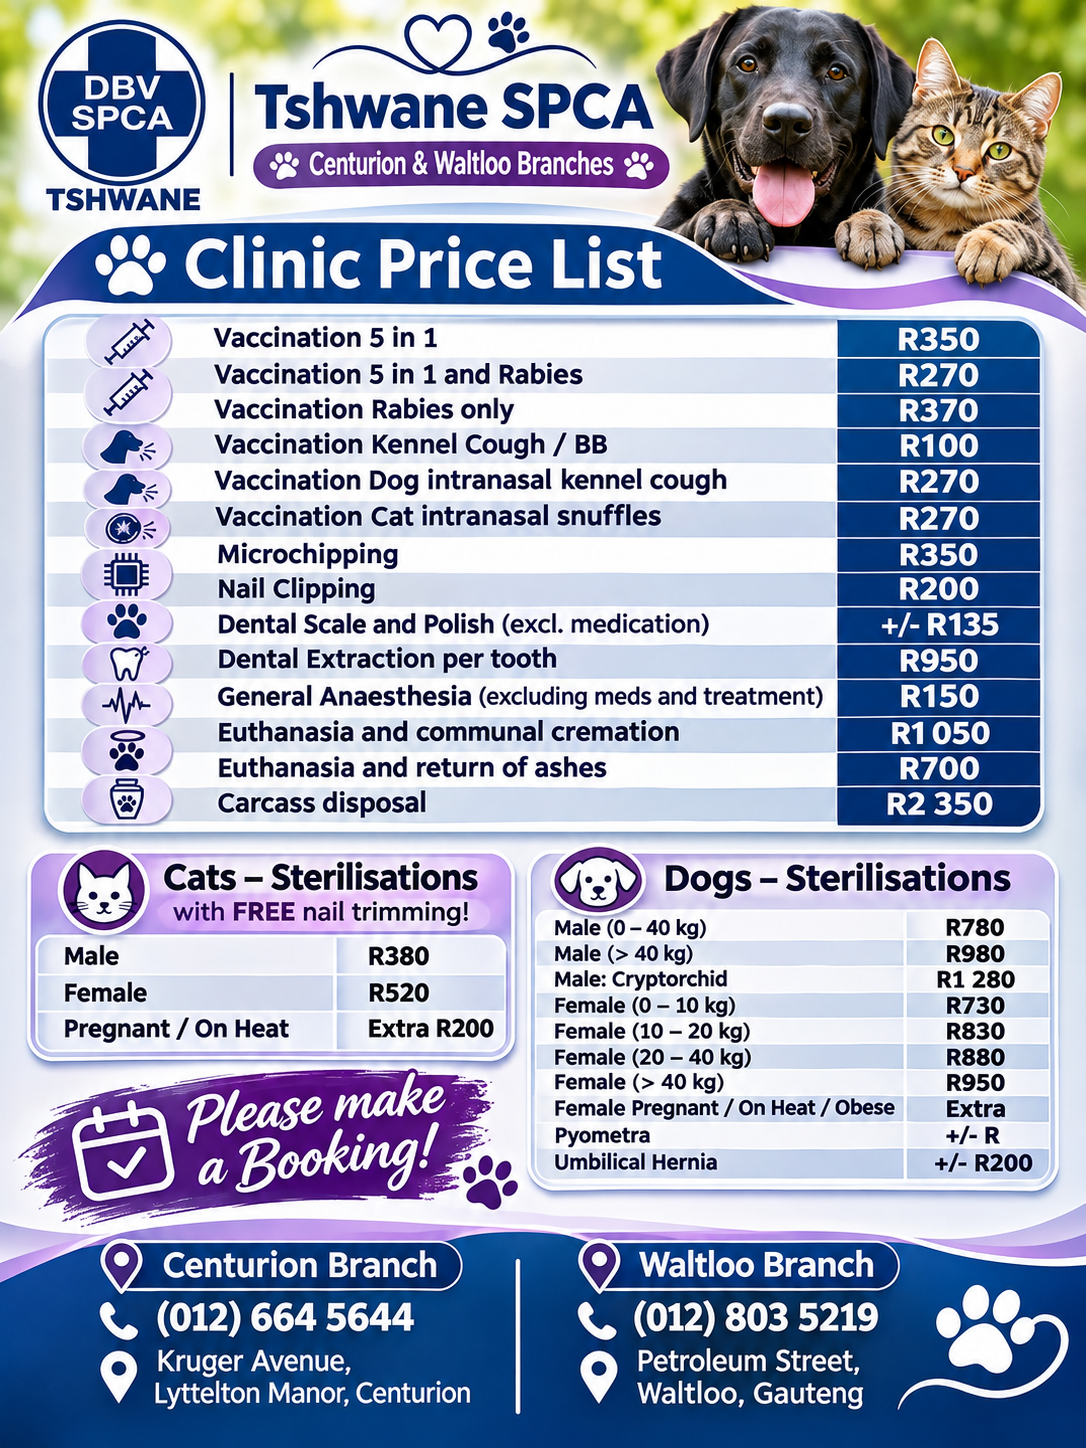 DBV
SPCA
TSHWANE
Tshwane SPCA
Centurion & Waltloo Branches
Clinic Price List
Vaccination 5 in 1 R350
Vaccination 5 in 1 and Rabies R270
Vaccination Rabies only R370
Vaccination Kennel Cough / BB R100
Vaccination Dog intranasal kennel cough R270
Vaccination Cat intranasal snuffles R270
Microchipping R350
Nail Clipping R200
Dental Scale and Polish (excl. medication) +/- R135
Dental Extraction per tooth R950
General Anaesthesia (excluding meds and treatment) R150
Euthanasia and communal cremation R1 050
Euthanasia and return of ashes R700
Carcass disposal R2 350
Cats – Sterilisations
with FREE nail trimming!
Male R380
Female R520
Pregnant / On Heat Extra R200
Dogs – Sterilisations
Male (0 – 40 kg) R780
Male (> 40 kg) R980
Male: Cryptorchid R1 280
Female (0 – 10 kg) R730
Female (10 – 20 kg) R830
Female (20 – 40 kg) R880
Female (> 40 kg) R950
Female Pregnant / On Heat / Obese Extra
Pyometra +/- R
Umbilical Hernia +/- R200
Please make
a Booking!
Centurion Branch
(012) 664 5644
Kruger Avenue,
Lyttelton Manor, Centurion
Waltloo Branch
(012) 803 5219
Petroleum Street,
Waltloo, Gauteng